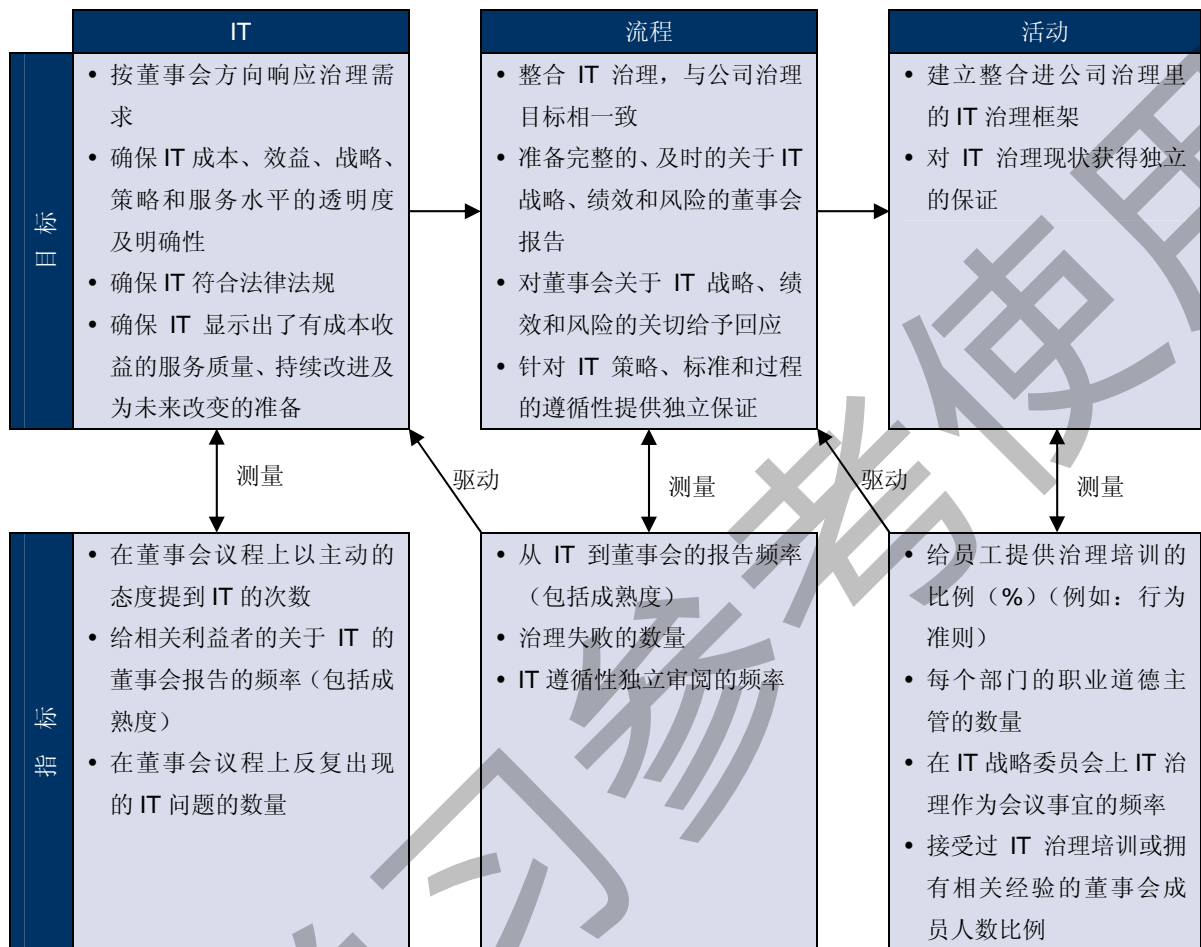 IT
流程
活动
目标
• 按董事会方向响应治理需
求
• 确保 IT 成本、效益、战略、
策略和服务水平的透明度
及明确性
• 确保 IT 符合法律法规
• 确保 IT 显示出了有成本收
益的服务质量、持续改进及
为未来改变的准备
• 整合 IT 治理，与公司治理
目标相一致
• 准备完整的、及时的关于 IT
战略、绩效和风险的董事会
报告
• 对董事会关于 IT 战略、绩
效和风险的关切给予回应
• 针对 IT 策略、标准和过程
的遵循性提供独立保证
• 建立整合进公司治理里
的 IT 治理框架
• 对 IT 治理现状获得独立
的保证
测量
驱动
测量
驱动
测量
指标
• 在董事会议程上以主动的
态度提到 IT 的次数
• 给相关利益者的关于 IT 的
董事会报告的频率（包括成
熟度）
• 在董事会议程上反复出现
的 IT 问题的数量
• 从 IT 到董事会的报告频率
（包括成熟度）
• 治理失败的数量
• IT 遵循性独立审阅的频率
• 给员工提供治理培训的
比例（%）（例如：行为
准则）
• 每个部门的职业道德主
管的数量
• 在 IT 战略委员会上 IT 治
理作为会议事宜的频率
• 接受过 IT 治理培训或拥
有相关经验的董事会成
员人数比例
习参考使用